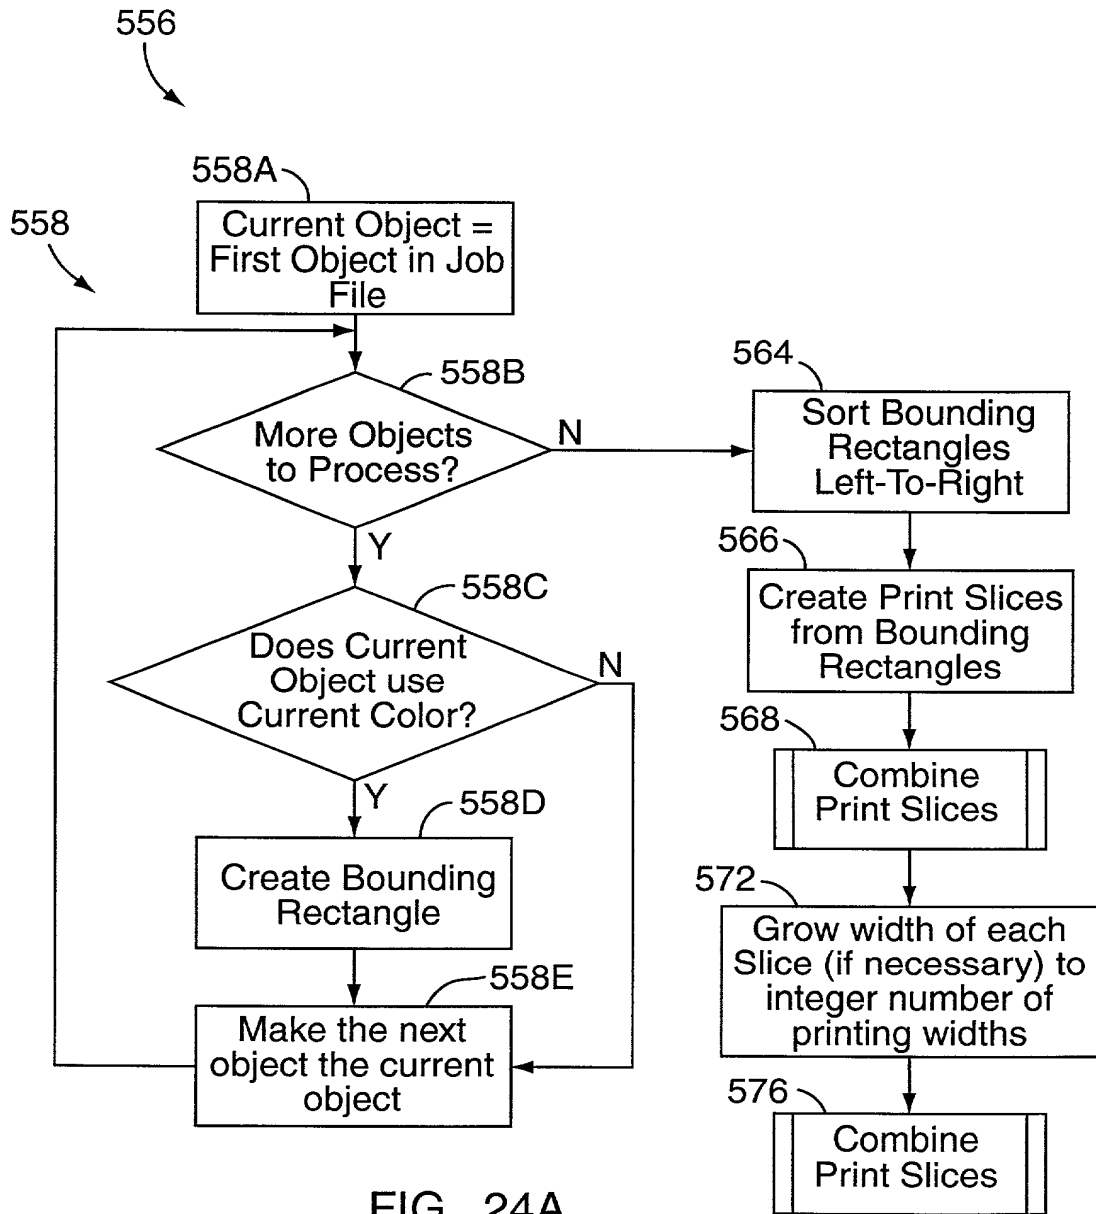 556
558A
558
Current Object =
First Object in Job
File
558B
More Objects
to Process?
N
Y
558C
Does Current
Object use
Current Color?
N
Y
558D
Create Bounding
Rectangle
558E
Make the next
object the current
object
564
Sort Bounding
Rectangles
Left-To-Right
566
Create Print Slices
from Bounding
Rectangles
568
Combine
Print Slices
572
Grow width of each
Slice (if necessary) to
integer number of
printing widths
576
Combine
Print Slices
FIG. 24A